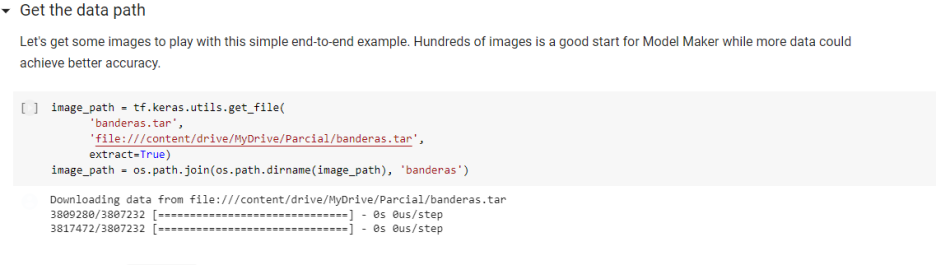 Get the data path
Let's get some images to play with this simple end-to-end example. Hundreds of images is a good start for Model Maker while more data could
achieve better accuracy.
[ ] image_path = tf.keras.utils.get_file(
'banderas.tar',
'file:///content/drive/MyDrive/Parcial/banderas.tar',
extract=True)
image_path = os.path.join(os.path.dirname(image_path), 'banderas')
Downloading data from file:///content/drive/MyDrive/Parcial/banderas.tar
3809280/3807232 [==============================] - 0s 0us/step
3817472/3807232 [==============================] - 0s 0us/step